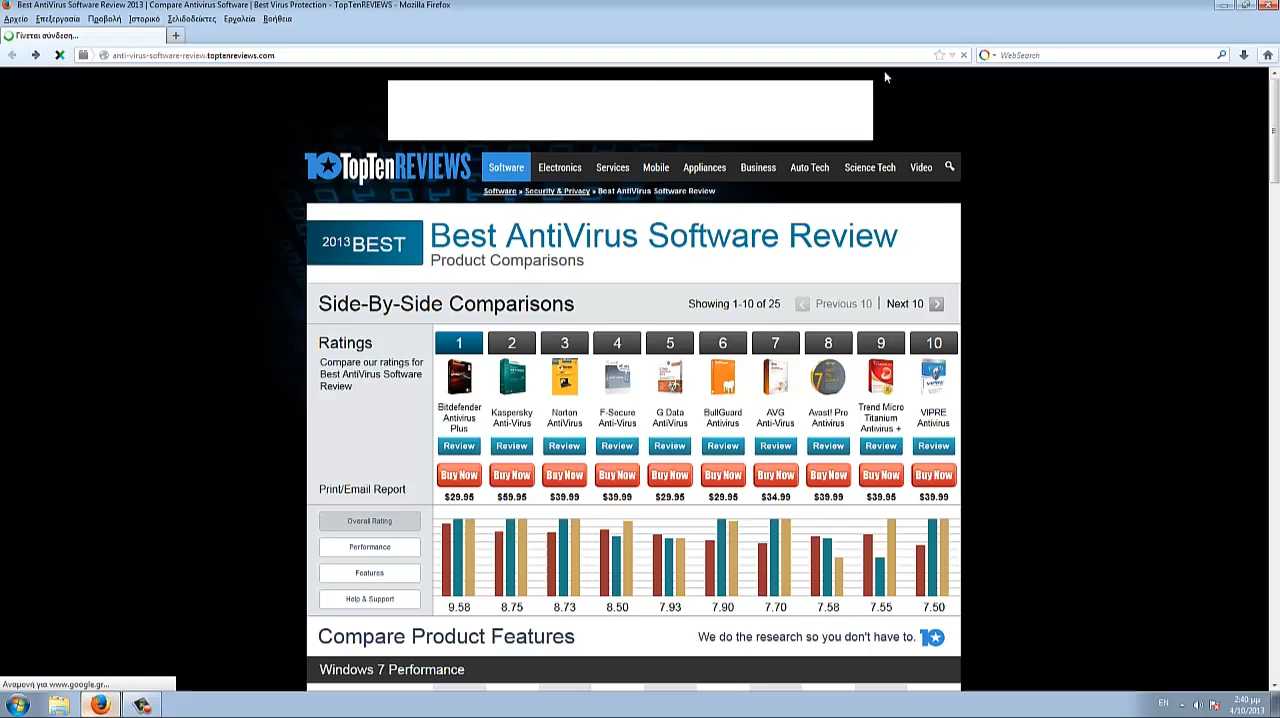 Best AntiVirus Software Review 2013 | Compare Antivirus Software | Best Virus Protection - TopTenREVIEWS - Mozilla Firefox
Αρχείο Επεξεργασία Προβολή Ιστορικό Σελιδοδείκτες Εργαλεία Βοήθεια
Γίνεται σύνδεση...
anti-virus-software-review.toptenreviews.com
WebSearch
10 TopTenREVIEWS
Software Electronics Services Mobile Appliances Business Auto Tech Science Tech Video
Software » Security & Privacy » Best AntiVirus Software Review
2013 BEST
Best AntiVirus Software Review
Product Comparisons
Side-By-Side Comparisons
Showing 1-10 of 25 Previous 10 | Next 10
Ratings
Compare our ratings for
Best AntiVirus Software
Review
1 2 3 4 5 6 7 8 9 10
Bitdefender Antivirus Plus
Kaspersky Anti-Virus
Norton AntiVirus
F-Secure Anti-Virus
G Data AntiVirus
BullGuard Antivirus
AVG Anti-Virus
Avast! Pro Antivirus
Trend Micro Titanium Antivirus +
VIPRE Antivirus
Review Review Review Review Review Review Review Review Review Review
Buy Now Buy Now Buy Now Buy Now Buy Now Buy Now Buy Now Buy Now Buy Now Buy Now
Print/Email Report
$29.95 $59.95 $39.99 $39.99 $29.95 $29.95 $34.99 $39.99 $39.95 $39.99
Overall Rating
Performance
Features
Help & Support
9.58 8.75 8.73 8.50 7.93 7.90 7.70 7.58 7.55 7.50
Compare Product Features
We do the research so you don't have to. 10
Windows 7 Performance
Αναμονή για www.google.gr...
EN
2:40 μμ
4/10/2013